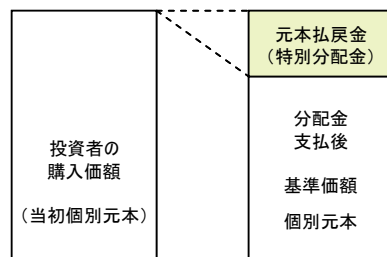 投資者の
購入価額
（当初個別元本）
元本払戻金
（特別分配金）
分配金
支払後
基準価額
個別元本